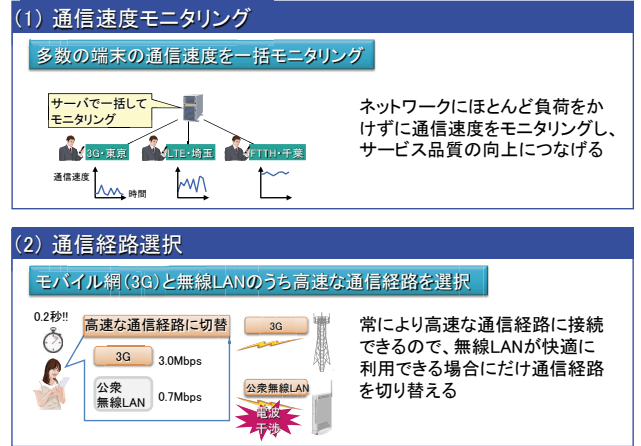 (1) 通信速度モニタリング
多数の端末の通信速度を一括モニタリング
サーバで一括して
モニタリング
3G・東京
LTE・埼玉
FTTH・千葉
通信速度
時間
ネットワークにほとんど負荷をか
けずに通信速度をモニタリングし、
サービス品質の向上につなげる
(2) 通信経路選択
モバイル網(3G)と無線LANのうち高速な通信経路を選択
0.2秒!!
高速な通信経路に切替
3G
3.0Mbps
公衆
無線LAN
0.7Mbps
3G
公衆無線LAN
電波
干渉
常により高速な通信経路に接続
できるので、無線LANが快適に
利用できる場合にだけ通信経路
を切り替える